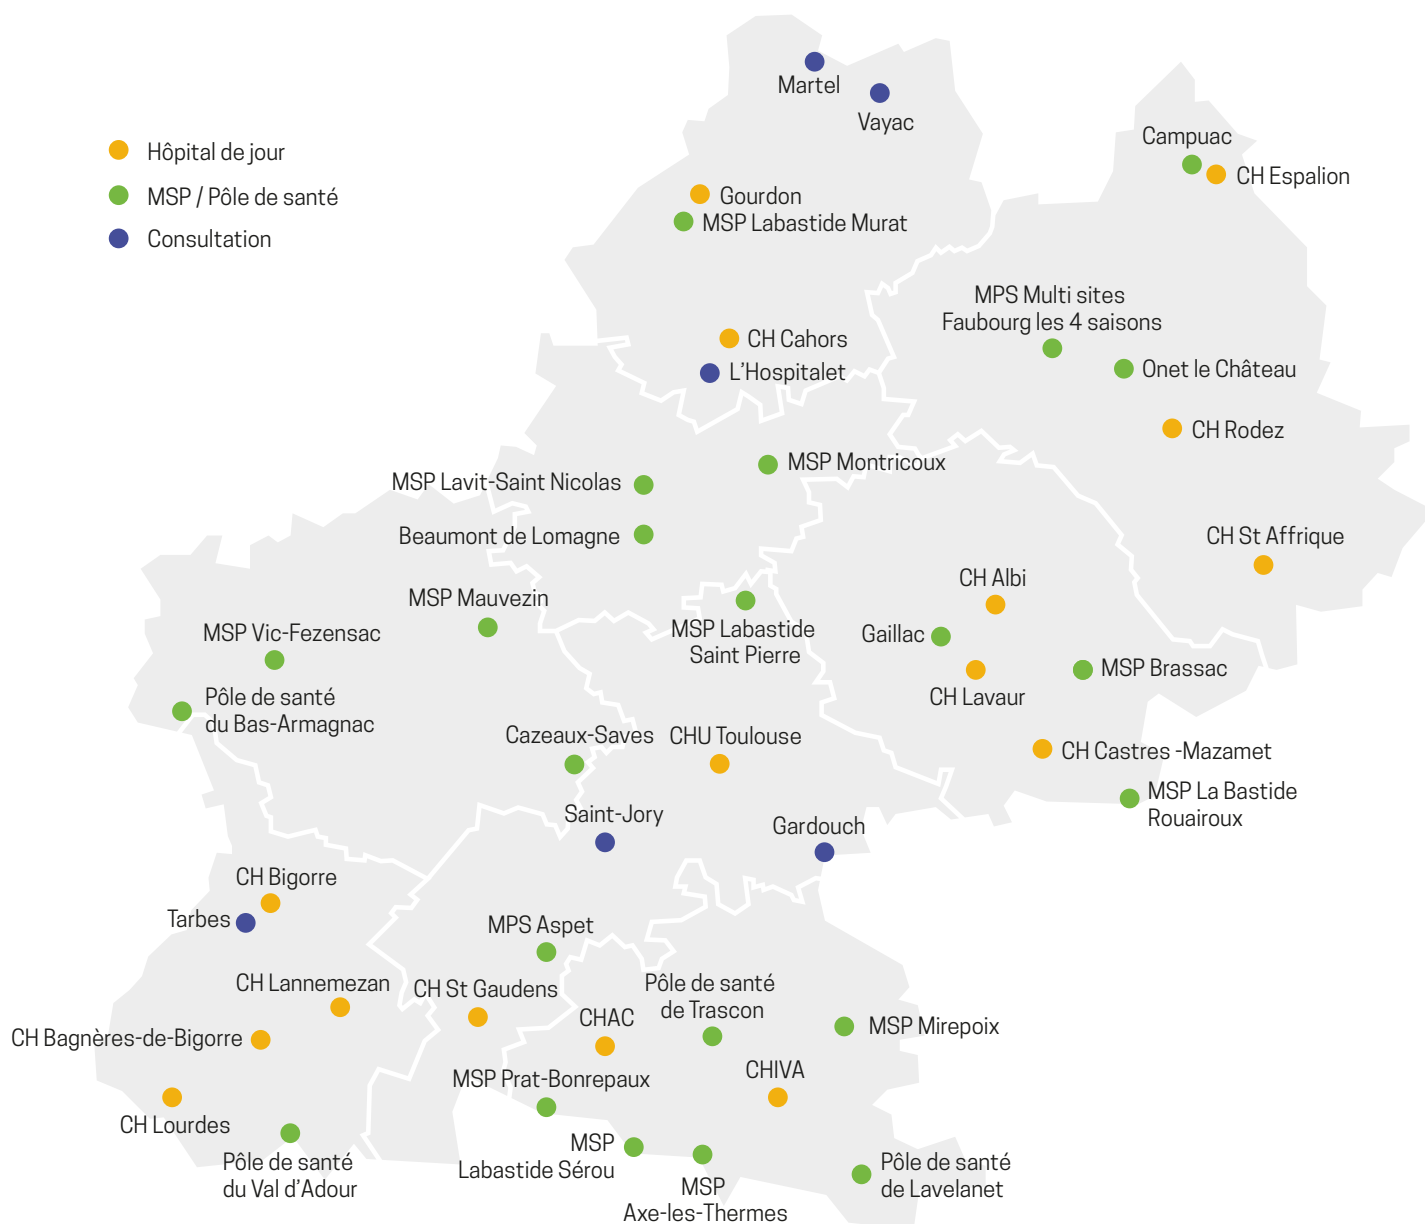 Martel
Vayac
Hôpital de jour
MSP / Pôle de santé
Consultation
Campuac
CH Espalion
Gourdon
MSP Labastide Murat
MPS Multi sites
Faubourg les 4 saisons
CH Cahors
L'Hospitalet
Onet le Château
CH Rodez
MSP Montricoux
MSP Lavit-Saint Nicolas
Beaumont de Lomagne
CH St Affrique
CH Albi
MSP Mauvezin
MSP Vic-Fezensac
MSP Labastide
Saint Pierre
Gaillac
CH Lavaur
MSP Brassac
Pôle de santé
du Bas-Armagnac
Cazeaux-Saves
CHU Toulouse
CH Castres -Mazamet
MSP La Bastide
Rouairoux
Saint-Jory
Gardouch
CH Bigorre
Tarbes
MPS Aspet
CH Lannemezan
CH St Gaudens
Pôle de santé
de Trascon
CHAC
MSP Mirepoix
CH Bagnères-de-Bigorre
MSP Prat-Bonrepaux
CHIVA
CH Lourdes
MSP
Labastide Sérou
Pôle de santé
du Val d'Adour
MSP
Axe-les-Thermes
Pôle de santé
de Lavelanet